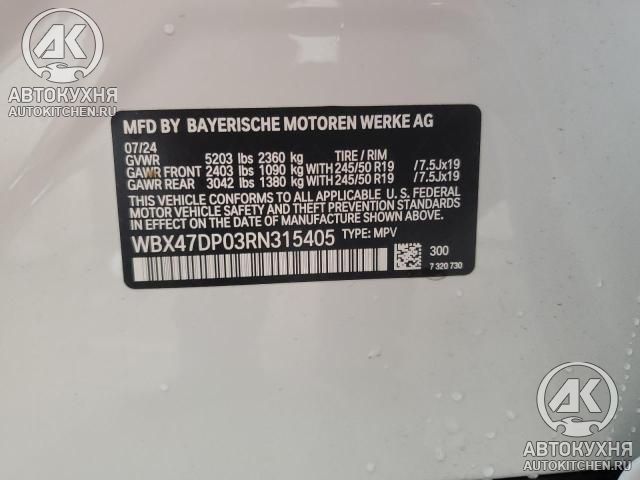 AK
АВТОКУХНЯ
AUTOKITCHEN.RU
MFD BY BAYERISCHE MOTOREN WERKE AG
07/24
GVWR 5203 lbs 2360 kg TIRE / RIM
GAWR FRONT 2403 lbs 1090 kg WITH 245/50 R19 /7.5Jx19
GAWR REAR 3042 lbs 1380 kg WITH 245/50 R19 /7.5Jx19
THIS VEHICLE CONFORMS TO ALL APPLICABLE U. S. FEDERAL
MOTOR VEHICLE SAFETY AND THEFT PREVENTION STANDARDS
IN EFFECT ON THE DATE OF MANUFACTURE SHOWN ABOVE.
WBX47DP03RN315405 TYPE: MPV
300
7 320 730
AK
АВТОКУХНЯ
AUTOKITCHEN.RU